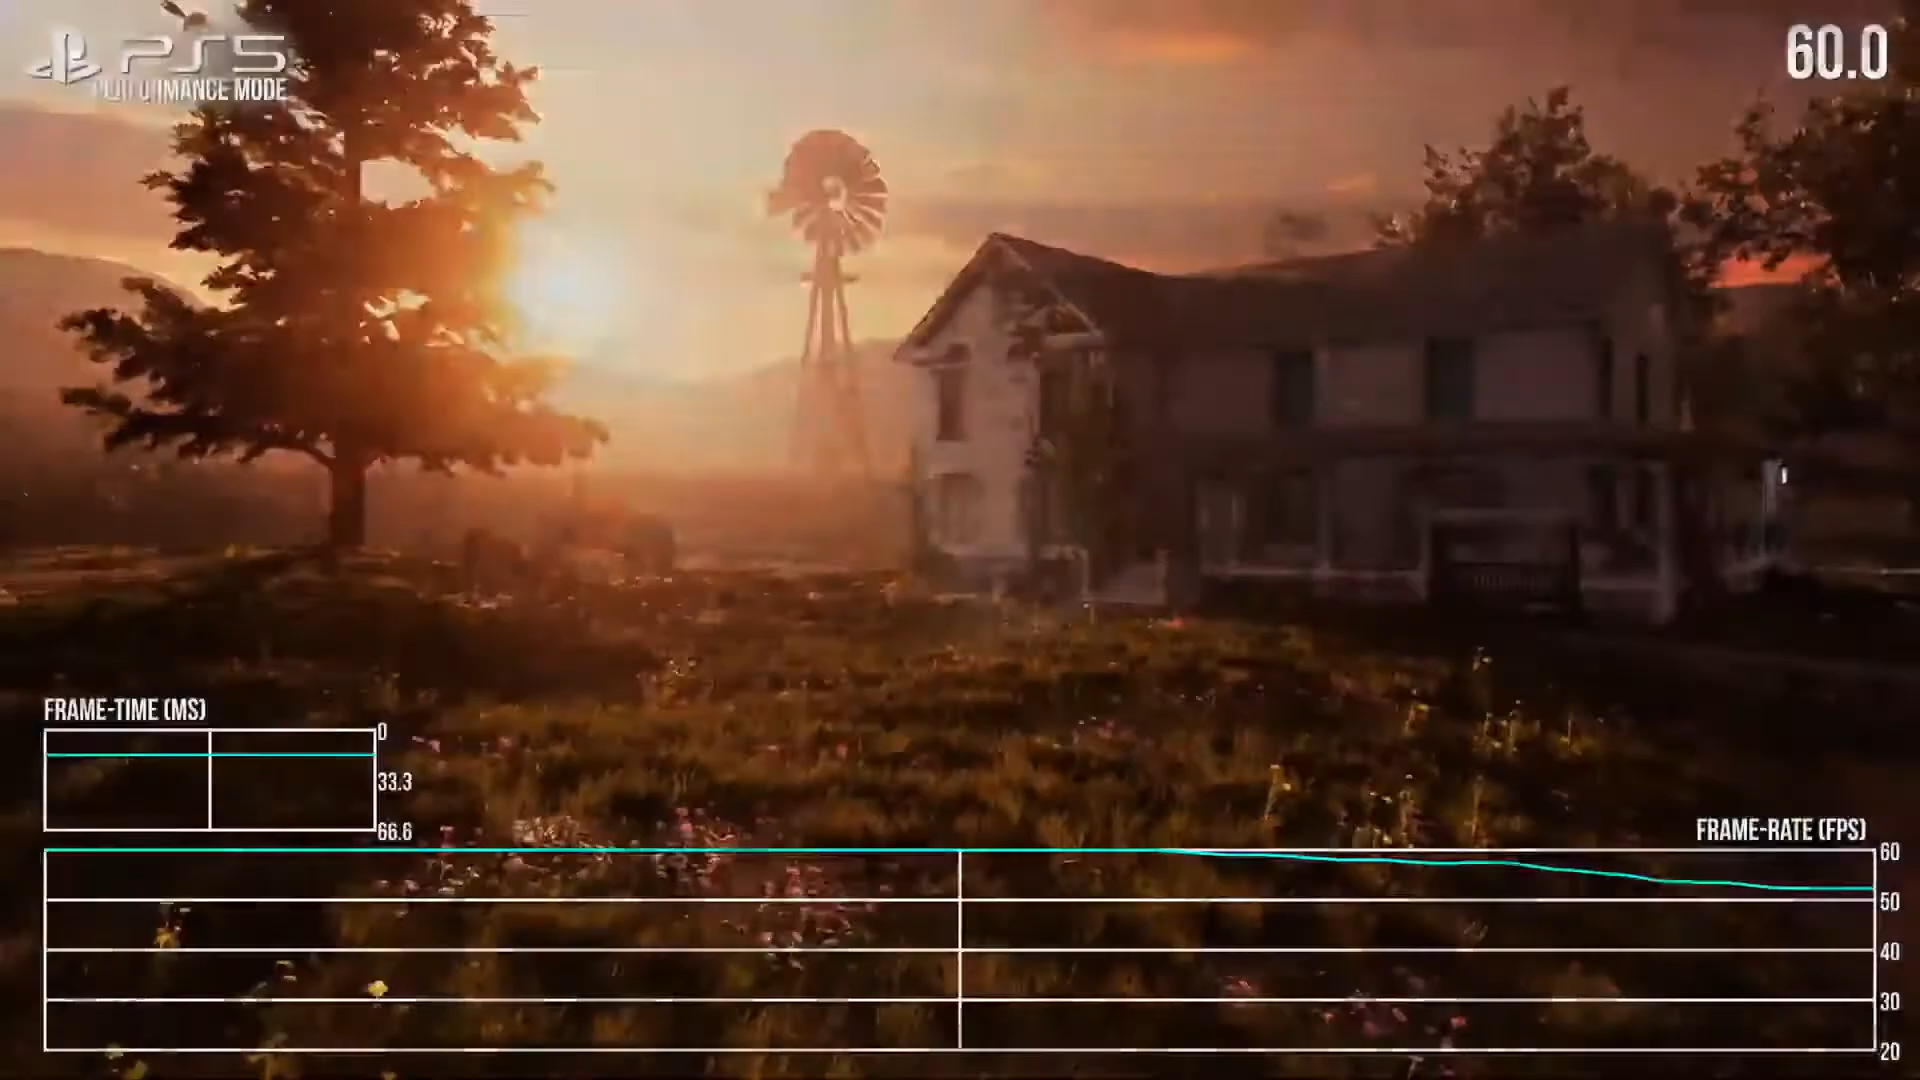 PS5
PERFORMANCE MODE
60.0
FRAME-TIME (MS)
0
33.3
66.6
FRAME-RATE (FPS)
60
50
40
30
20